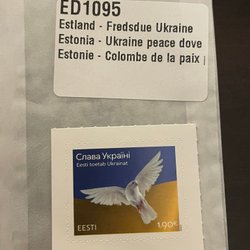 ED1095
Estland - Fredsdue Ukraine
Estonia - Ukraine peace dove
Estonie - Colombe de la paix
Слава Україні
Eesti toetab Ukrainat
EESTI
1.90€